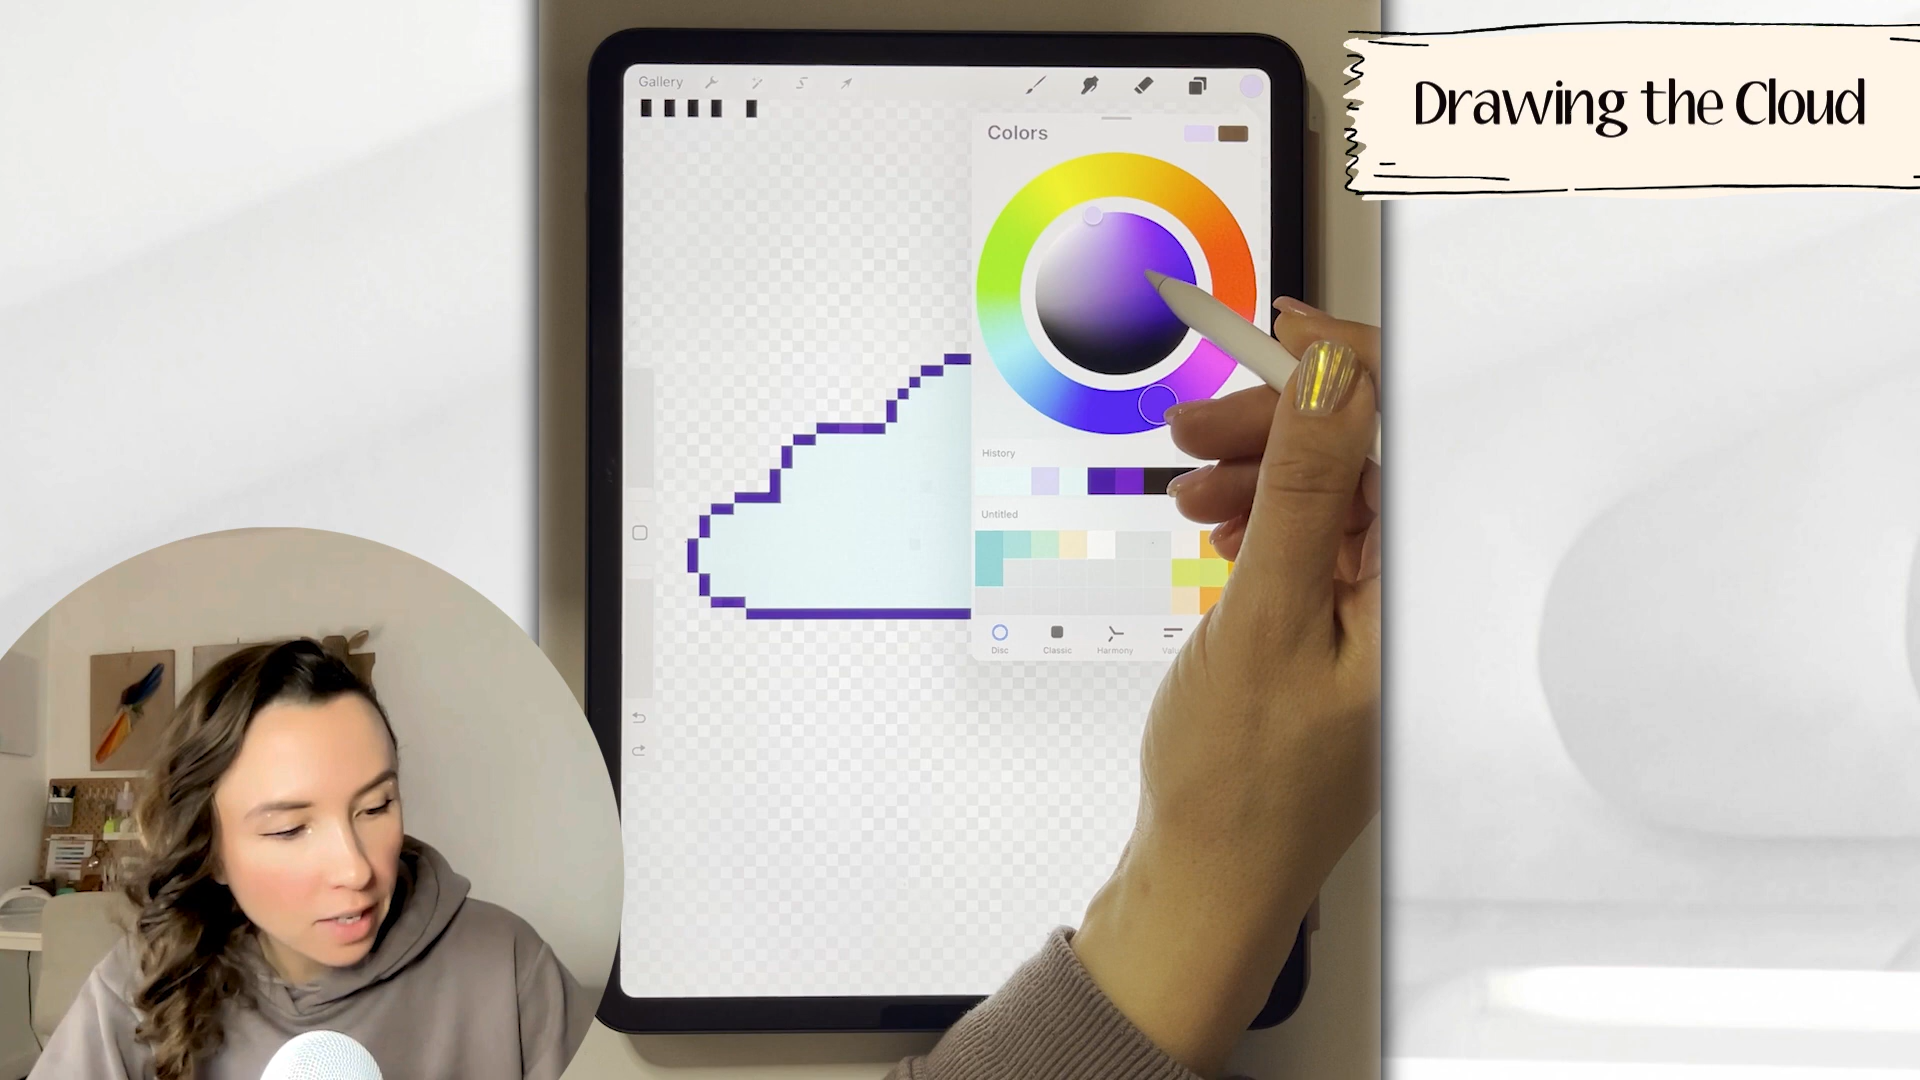 Drawing the Cloud
Gallery
Colors
History
Untitled
Disc
Classic
Harmony